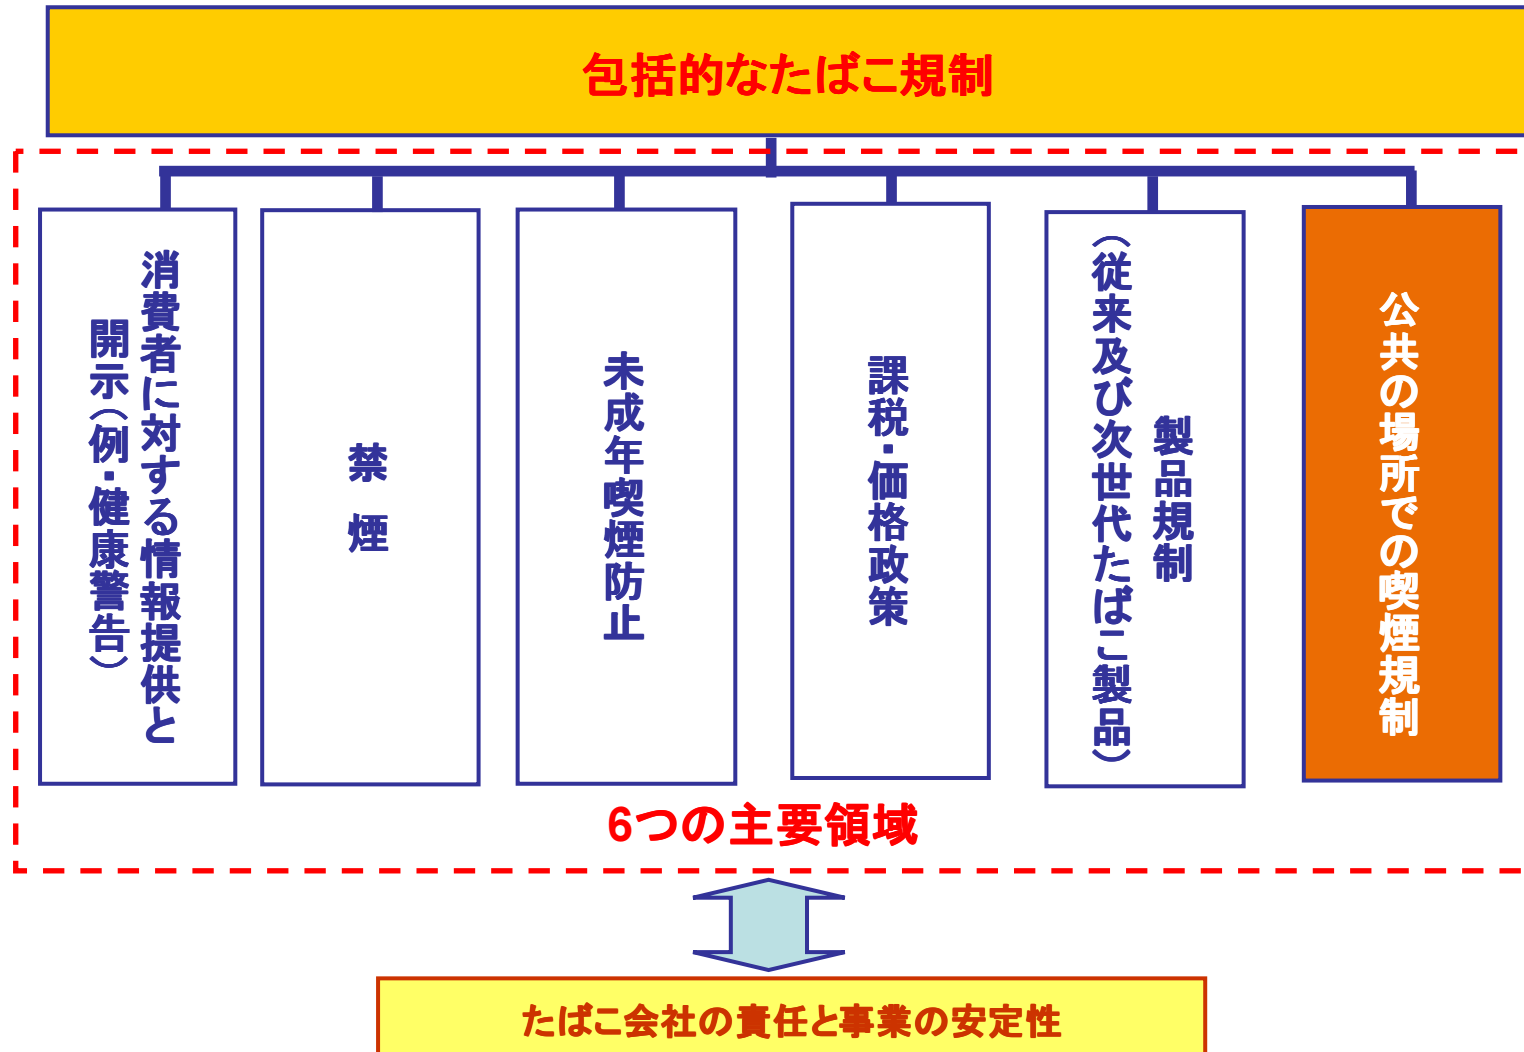 包括的なたばこ規制
消費者に対する情報提供と
開示（例・健康警告）
禁 煙
未成年喫煙防止
課税・価格政策
製品規制
（従来及び次世代たばこ製品）
公共の場所での喫煙規制
6つの主要領域
たばこ会社の責任と事業の安定性